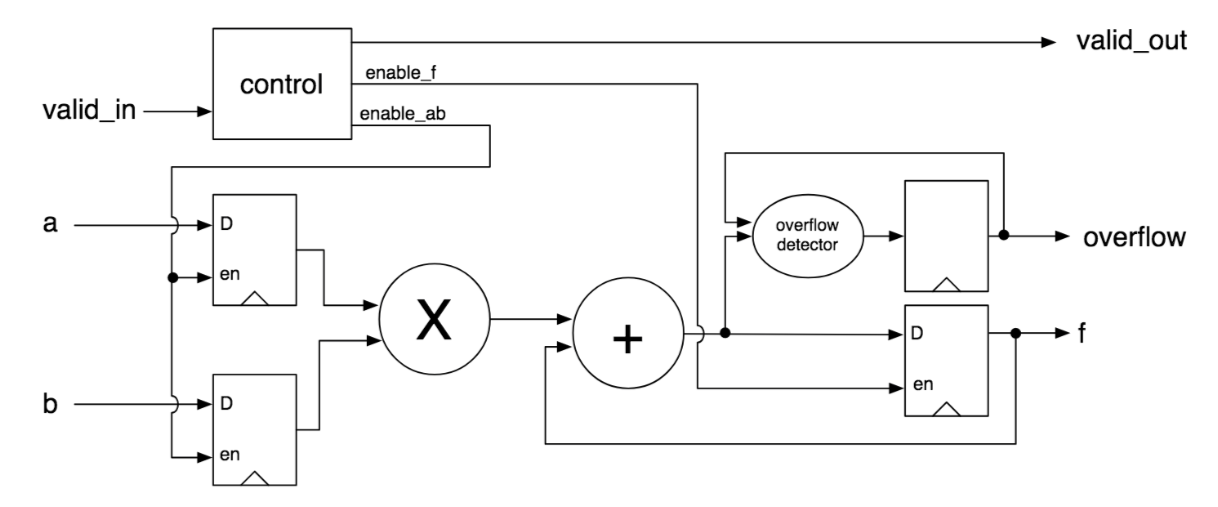 valid_out
control
enable_f
valid_in
enable_ab
a
D
en
overflow
detector
overflow
X
+
D
f
en
b
D
en